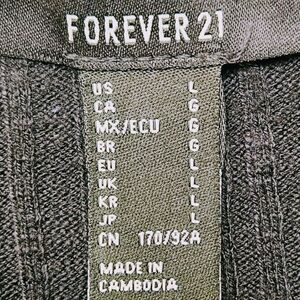 FOREVER 21
US L
CA G
MX/ECU G
BR G
EU L
UK L
KR L
JP L
CN 170/92A
MADE IN
CAMBODIA